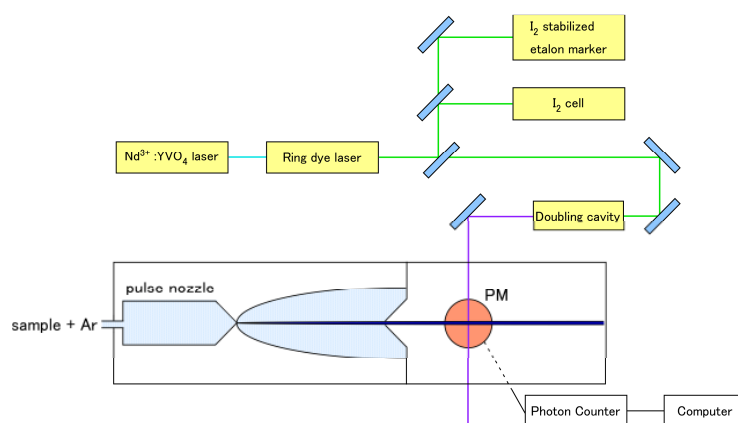 I₂ stabilized
etalon marker
I₂ cell
Nd³⁺ :YVO₄ laser
Ring dye laser
Doubling cavity
pulse nozzle
PM
sample + Ar
Photon Counter
Computer